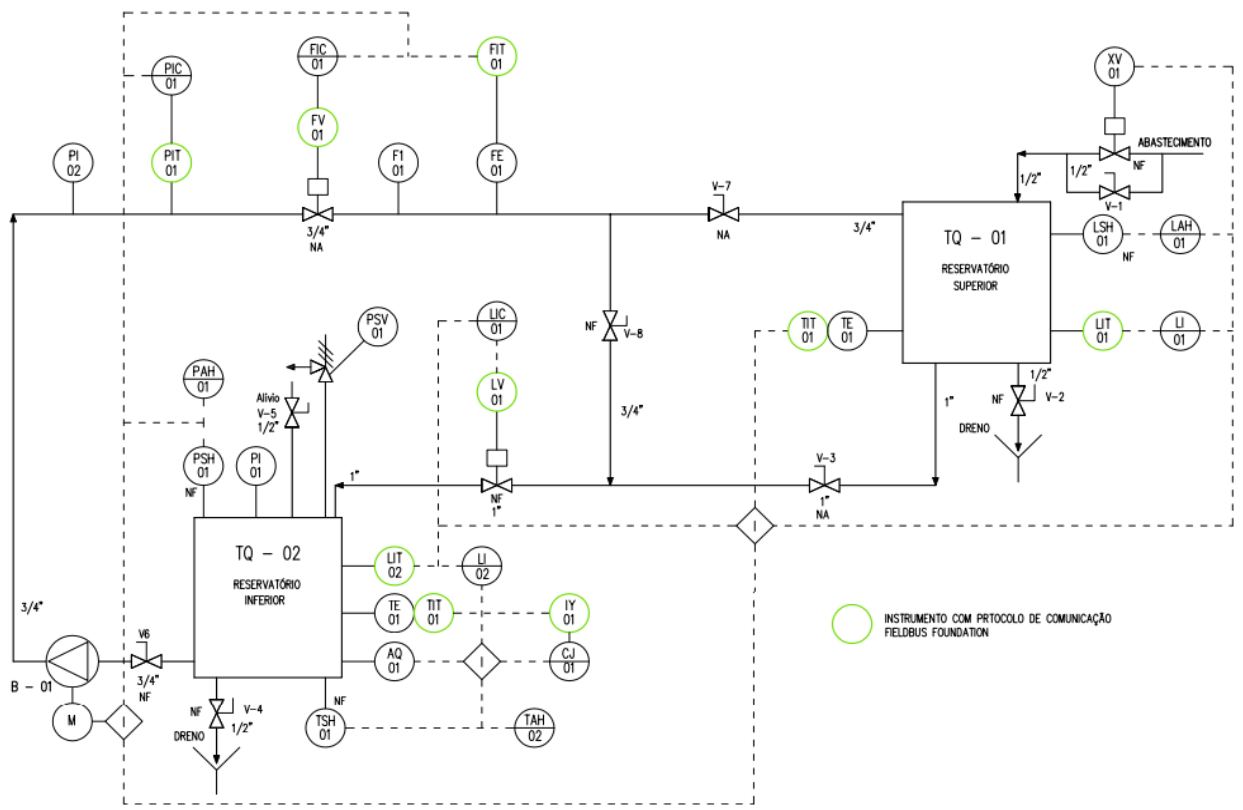 FIC
01
FIT
01
XV
01
PIC
01
FV
01
PI
02
PIT
01
F1
01
FE
01
ABASTECIMENTO
NF
1/2"
1/2"
V-1
V-7
3/4"
NA
NA
3/4"
TQ - 01
RESERVATÓRIO
SUPERIOR
LSH
01
NF
LAH
01
PSV
01
LIC
01
NF
V-8
TIT
01
TE
01
LIT
01
LI
01
PAH
01
Alívio
V-5
1/2"
LV
01
3/4"
1"
1/2"
NF
V-2
DRENO
PSH
01
NF
PI
01
1"
NF
1"
V-3
1"
NA
I
TQ - 02
RESERVATÓRIO
INFERIOR
LIT
02
LI
02
TE
01
TIT
01
IY
01
INSTRUMENTO COM PRTOCOLO DE COMUNICAÇÃO
FIELDBUS FOUNDATION
3/4"
V6
3/4"
NF
B - 01
AQ
01
I
CJ
01
M
I
NF
V-4
1/2"
DRENO
NF
TSH
01
TAH
02